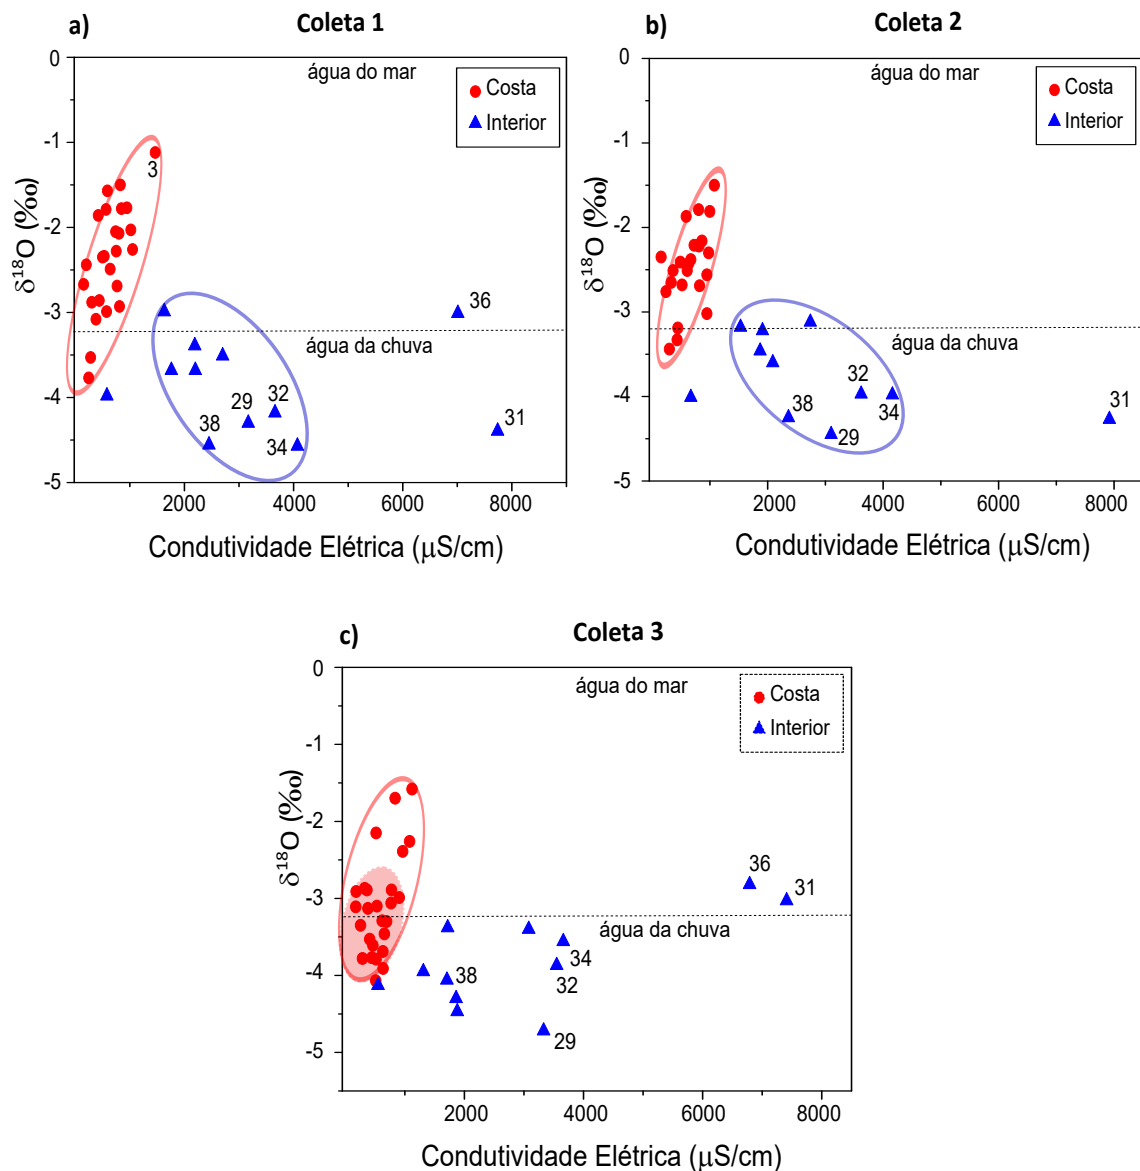 a)
Coleta 1
0
-1
-2
-3
-4
-5
δ¹⁸O (‰)
água do mar
Costa
Interior
3
36
água da chuva
32
29
38
34
31
2000
4000
6000
8000
Condutividade Elétrica (μS/cm)
b)
Coleta 2
0
-1
-2
-3
-4
-5
δ¹⁸O (‰)
água do mar
Costa
Interior
água da chuva
32
38
34
31
29
2000
4000
6000
8000
Condutividade Elétrica (μS/cm)
c)
Coleta 3
0
-1
-2
-3
-4
-5
δ¹⁸O (‰)
água do mar
Costa
Interior
36
31
água da chuva
34
38
32
29
2000
4000
6000
8000
Condutividade Elétrica (μS/cm)